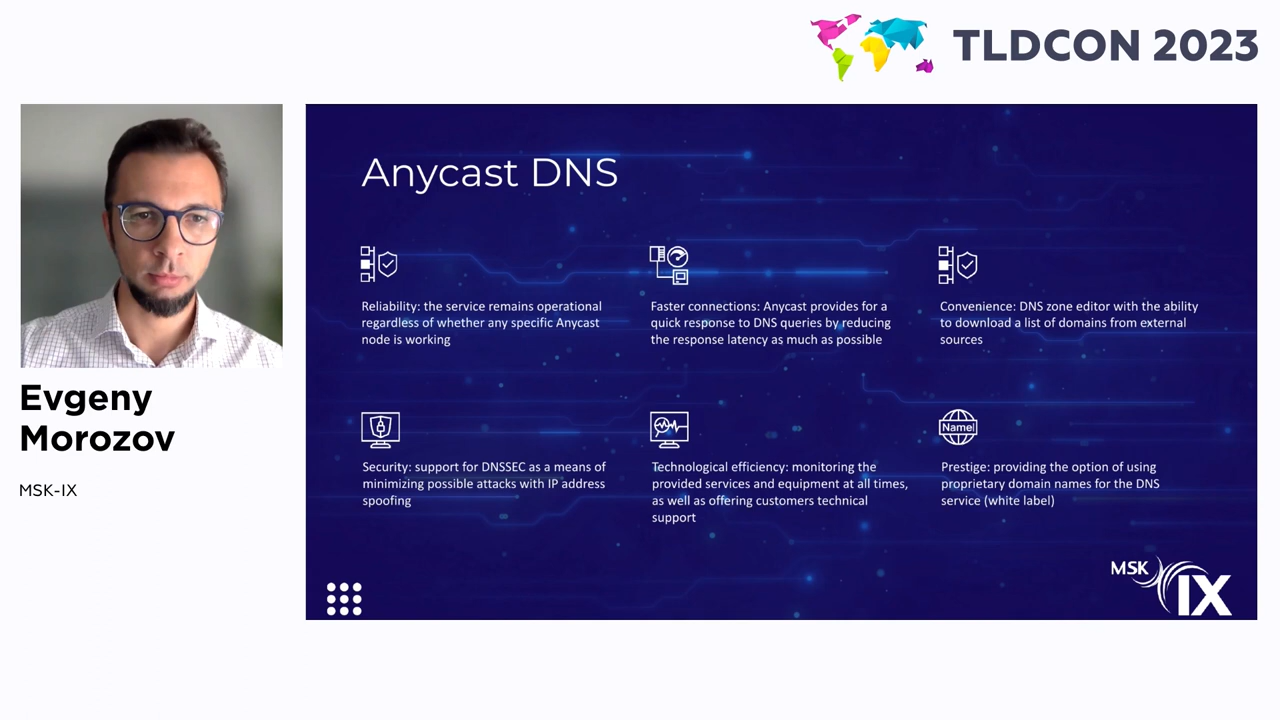 TLDCON 2023
Evgeny
Morozov
MSK-IX
Anycast DNS
Reliability: the service remains operational
regardless of whether any specific Anycast
node is working
Faster connections: Anycast provides for a
quick response to DNS queries by reducing
the response latency as much as possible
Convenience: DNS zone editor with the ability
to download a list of domains from external
sources
Name!
Security: support for DNSSEC as a means of
minimizing possible attacks with IP address
spoofing
Technological efficiency: monitoring the
provided services and equipment at all times,
as well as offering customers technical
support
Prestige: providing the option of using
proprietary domain names for the DNS
service (white label)
MSK
IX